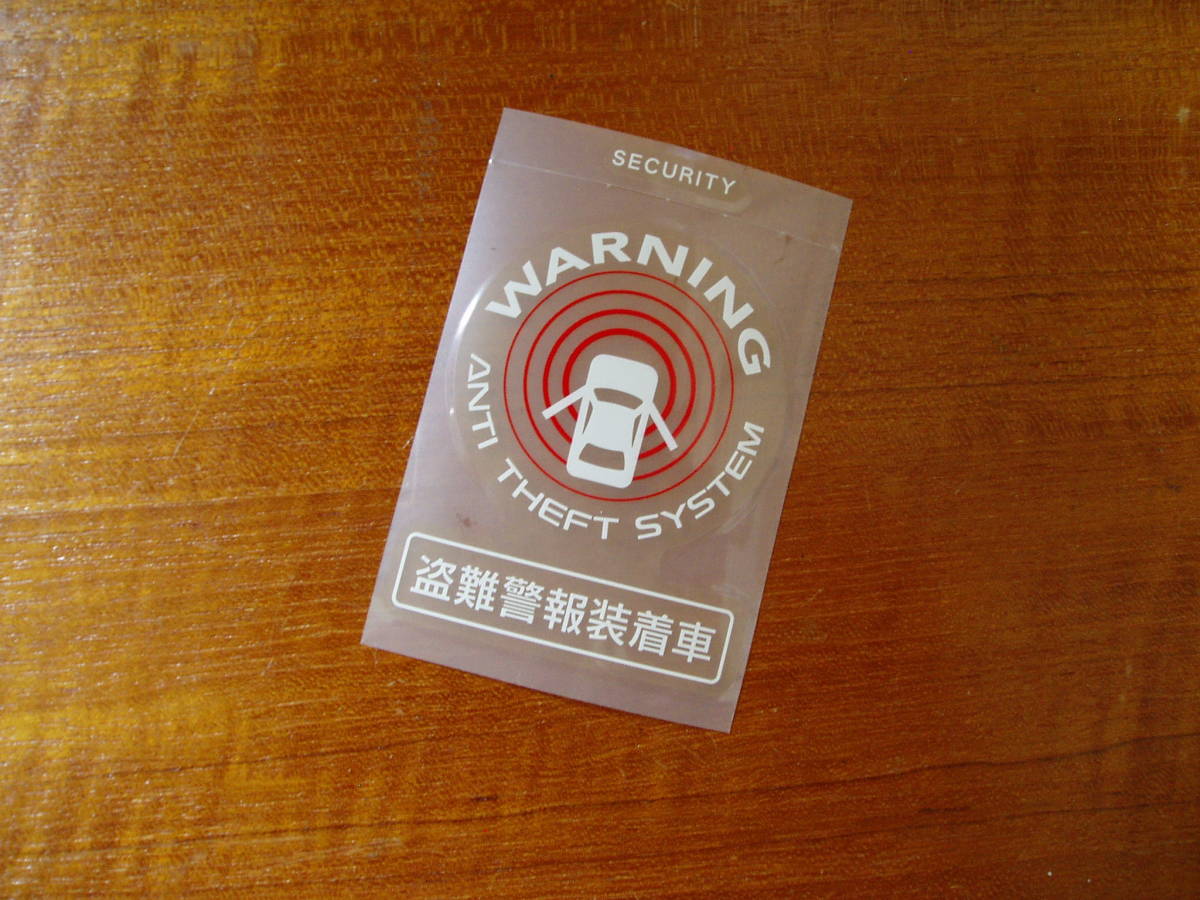 SECURITY
WARNING
ANTI THEFT SYSTEM
盗難警報装着車